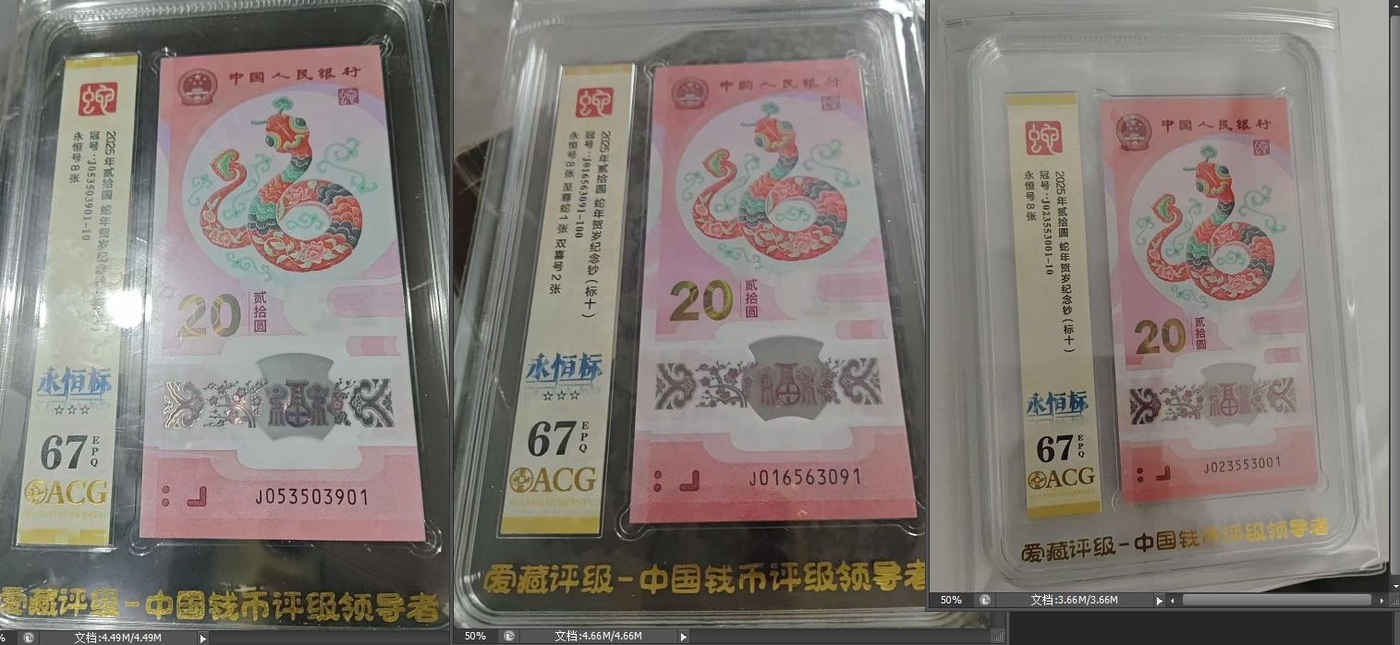 蛇
2025年贰拾圆 蛇年贺岁纪念钞(标十)
冠号:J053503901-10
永恒号8张
永恒标
☆☆☆
67
EPQ
ACG
中国人民银行
20
贰拾圆
福
J053503901
爱藏评级-中国钱币评级领导者
%
文档:4.49M/4.49M
蛇
2025年贰拾圆 蛇年贺岁纪念钞(标十)
冠号:J016563091-100
永恒号8张 至尊蛇1张 双喜号2张
永恒标
☆☆☆
67
EPQ
ACG
中国人民银行
20
贰拾圆
福
J016563091
爱藏评级-中国钱币评级领导者
50%
文档:4.66M/4.66M
蛇
2025年贰拾圆 蛇年贺岁纪念钞(标十)
冠号:J023553001-10
永恒号8张
永恒标
67
EPQ
ACG
中国人民银行
20
贰拾圆
福
J023553001
爱藏评级-中国钱币评级领导者
50%
文档:3.66M/3.66M